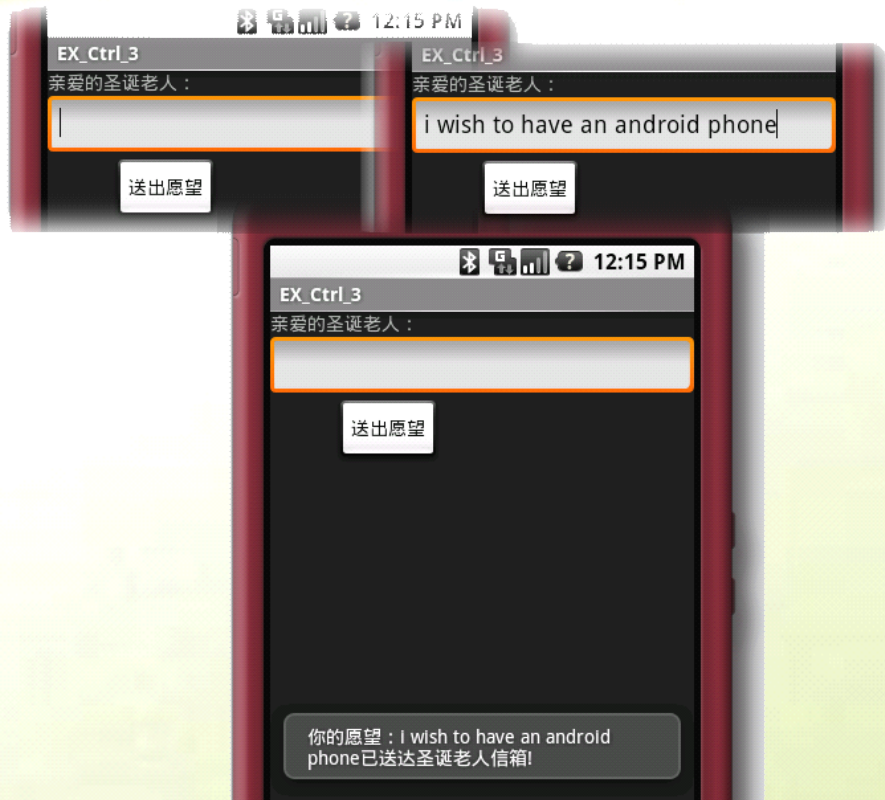 12:15 PM
EX_Ctrl_3
亲爱的圣诞老人：
送出愿望
EX_Ctrl_3
亲爱的圣诞老人：
i wish to have an android phone
送出愿望
G ? 12:15 PM
EX_Ctrl_3
亲爱的圣诞老人：
送出愿望
你的愿望：i wish to have an android
phone已送达圣诞老人信箱!